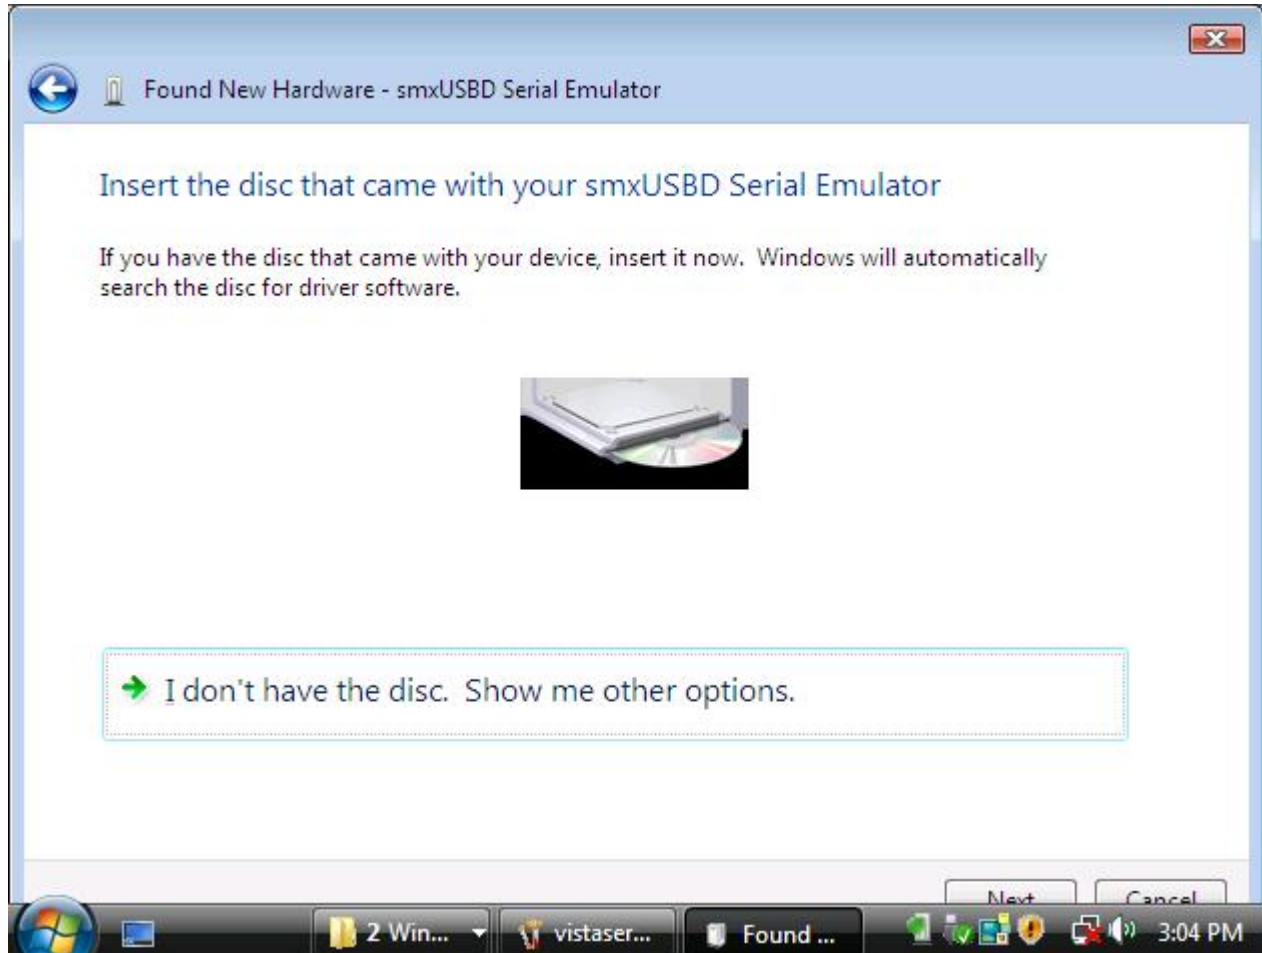 Found New Hardware - smxUSBD Serial Emulator
Insert the disc that came with your smxUSBD Serial Emulator
If you have the disc that came with your device, insert it now.  Windows will automatically
search the disc for driver software.
I don't have the disc.  Show me other options.
Next Cancel
2 Win... vistaser... Found ... 3:04 PM